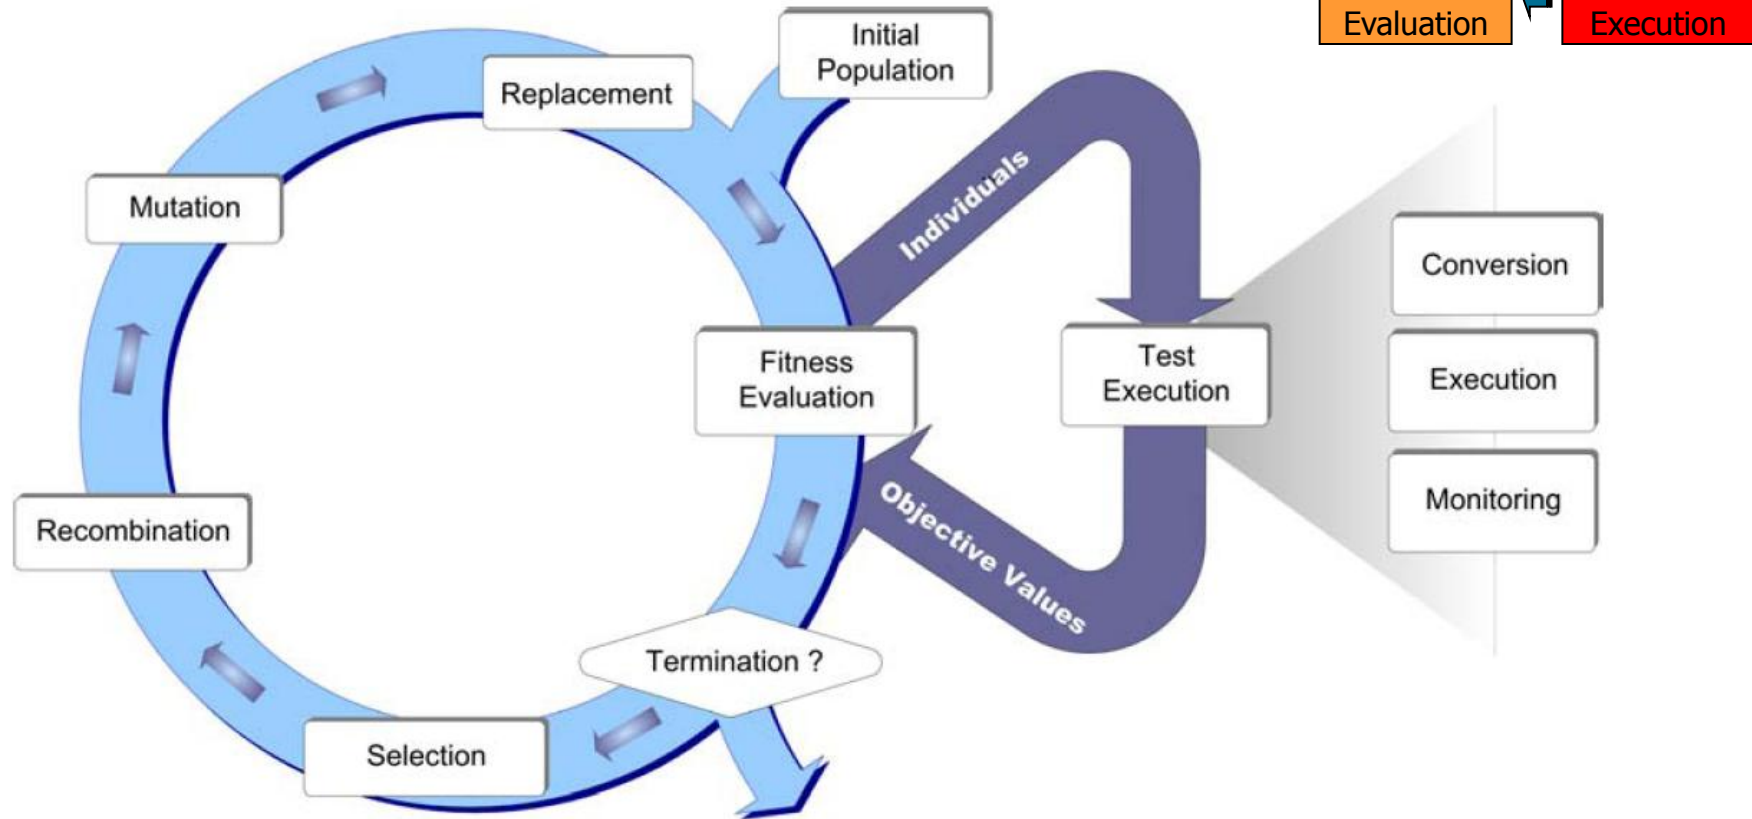 Evaluation
Execution
Initial
Population
Replacement
Individuals
Mutation
Conversion
Fitness
Evaluation
Test
Execution
Execution
Objective Values
Monitoring
Recombination
Termination ?
Selection